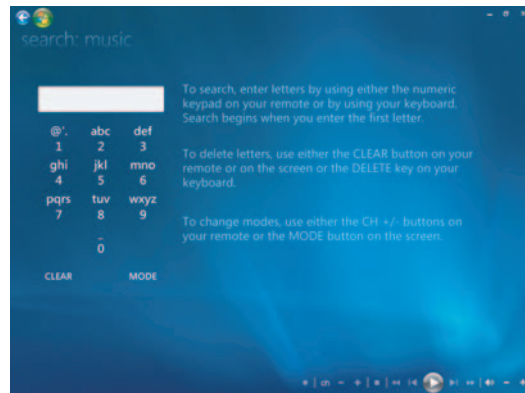 search: music
To search, enter letters by using either the numeric
keypad on your remote or by using your keyboard.
Search begins when you enter the first letter.
@'. abc def
1 2 3
ghi jkl mno
4 5 6
pqrs tuv wxyz
7 8 9
_
0
To delete letters, use either the CLEAR button on your
remote or on the screen or the DELETE key on your
keyboard.
To change modes, use either the CH +/- buttons on
your remote or the MODE button on the screen.
CLEAR MODE
ch - +